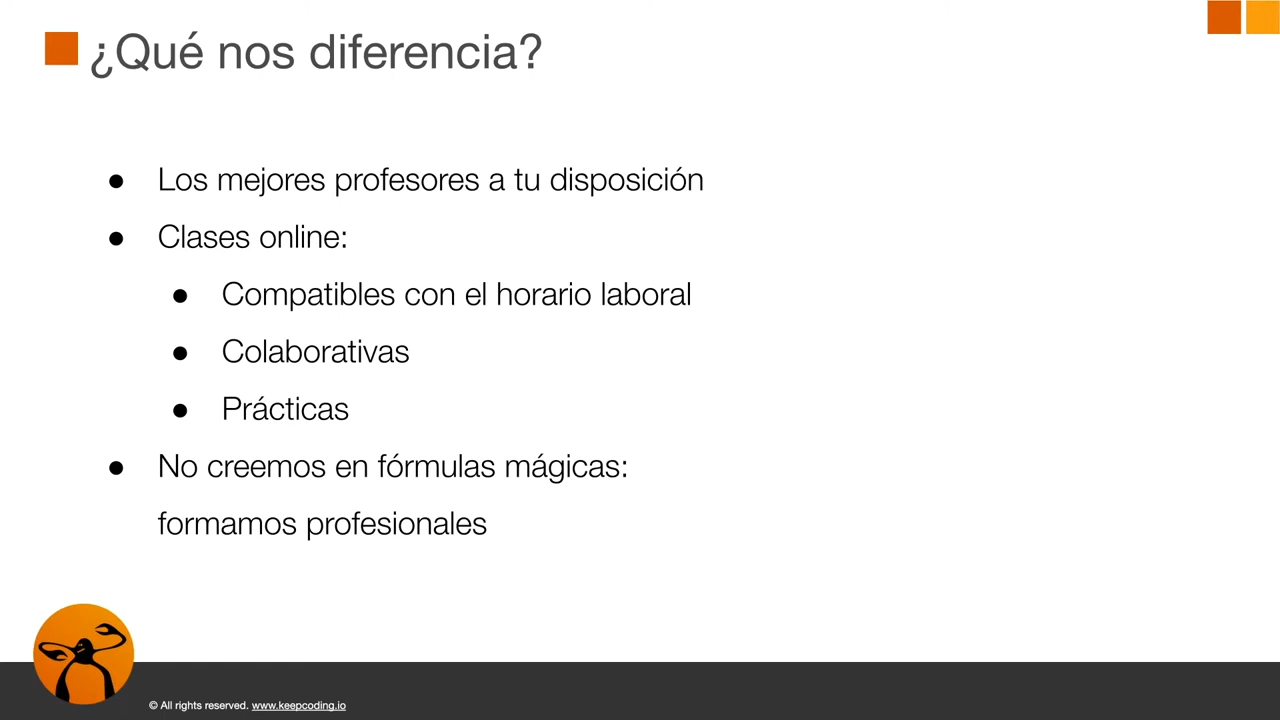 ¿Qué nos diferencia?
● Los mejores profesores a tu disposición
● Clases online:
● Compatibles con el horario laboral
● Colaborativas
● Prácticas
● No creemos en fórmulas mágicas:
formamos profesionales
© All rights reserved. www.keepcoding.io